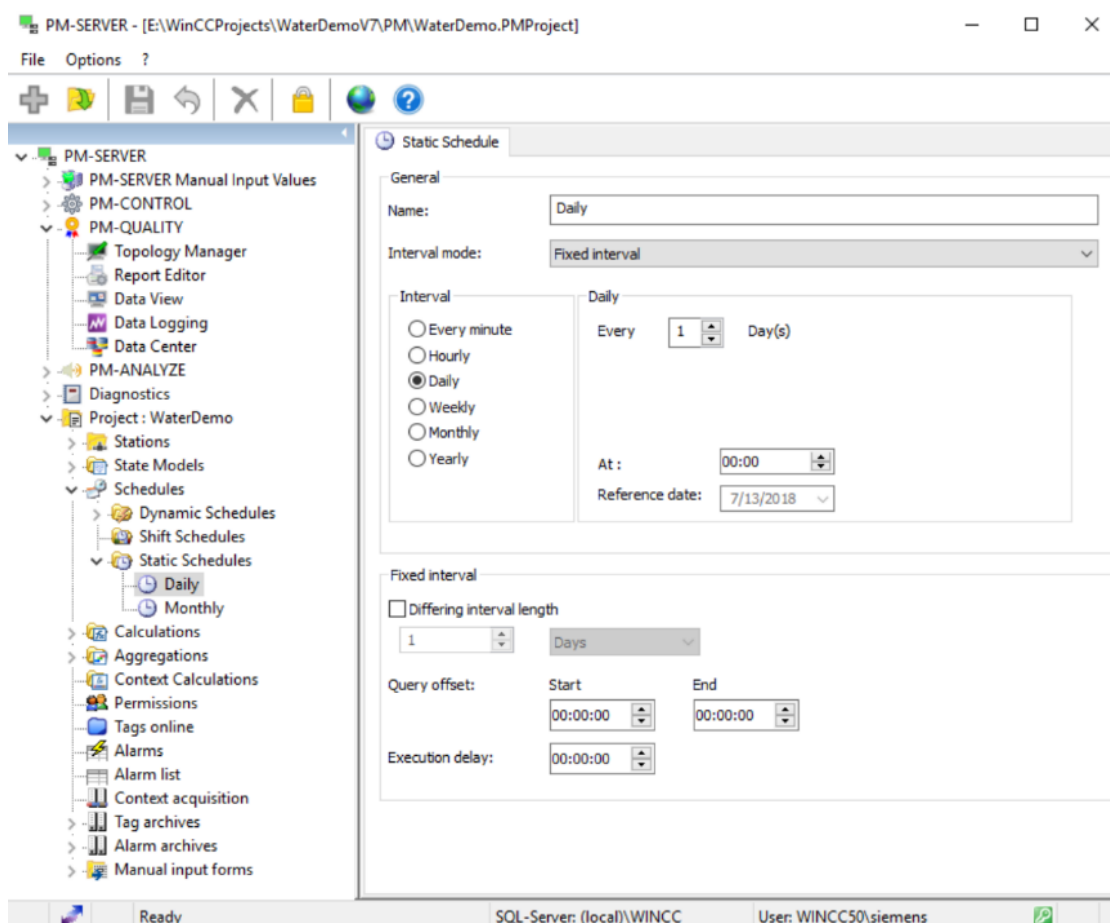 PM-SERVER - [E:\WinCCProjects\WaterDemoV7\PM\WaterDemo.PMProject]
File Options ?
PM-SERVER
PM-SERVER Manual Input Values
PM-CONTROL
PM-QUALITY
Topology Manager
Report Editor
Data View
Data Logging
Data Center
PM-ANALYZE
Diagnostics
Project : WaterDemo
Stations
State Models
Schedules
Dynamic Schedules
Shift Schedules
Static Schedules
Daily
Monthly
Calculations
Aggregations
Context Calculations
Permissions
Tags online
Alarms
Alarm list
Context acquisition
Tag archives
Alarm archives
Manual input forms
Static Schedule
General
Name: Daily
Interval mode: Fixed interval
Interval
Every minute
Hourly
Daily
Weekly
Monthly
Yearly
Daily
Every 1 Day(s)
At : 00:00
Reference date: 7/13/2018
Fixed interval
Differing interval length
1 Days
Query offset: Start End
00:00:00 00:00:00
Execution delay: 00:00:00
Ready SQL-Server: (local)\WINCC User: WINCC50\siemens